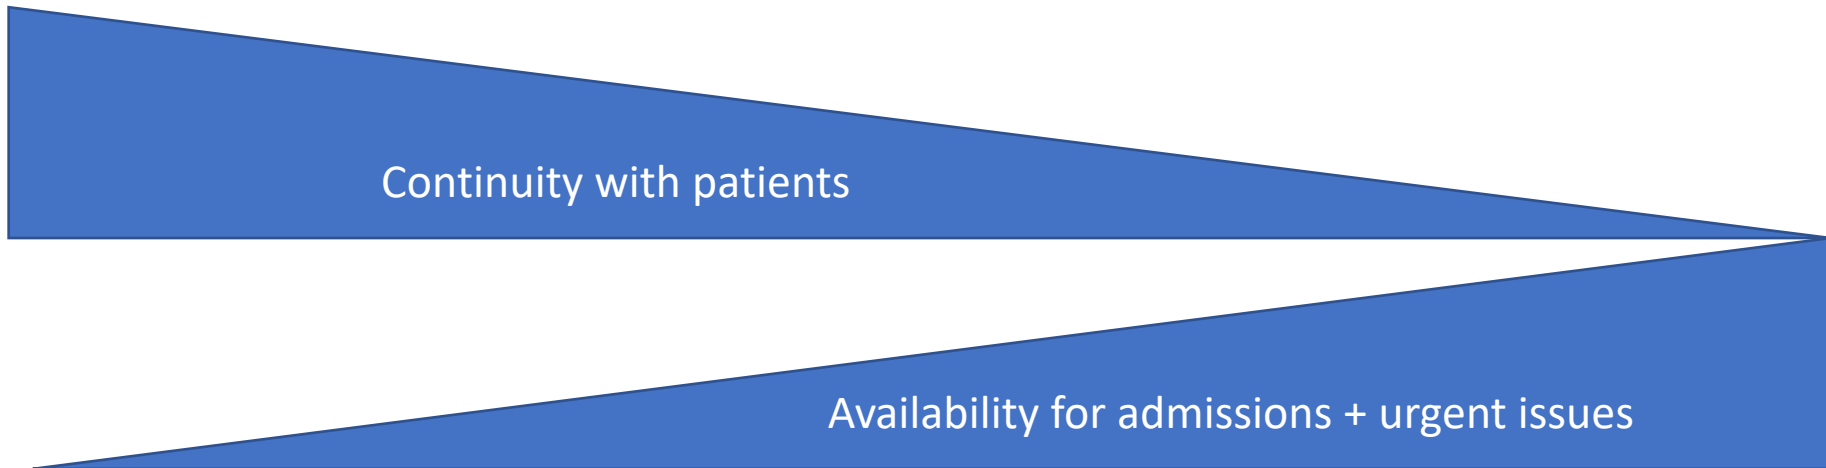 Continuity with patients
Availability for admissions + urgent issues